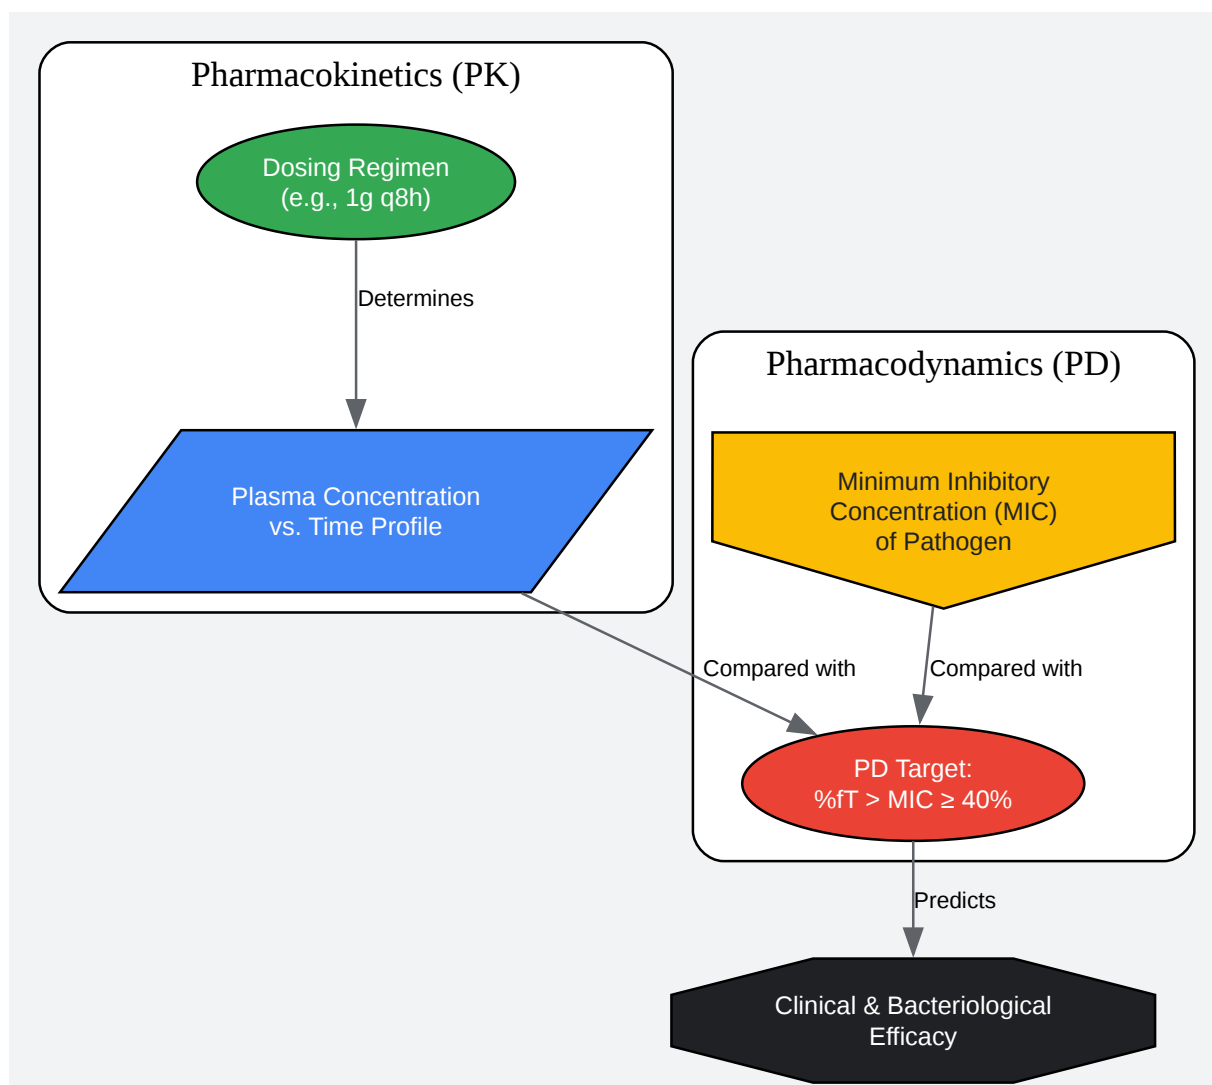 Pharmacokinetics (PK)
Dosing Regimen
(e.g., 1g q8h)
Determines
Plasma Concentration
vs. Time Profile
Pharmacodynamics (PD)
Minimum Inhibitory
Concentration (MIC)
of Pathogen
Compared with
Compared with
PD Target:
%fT > MIC ≥ 40%
Predicts
Clinical & Bacteriological
Efficacy